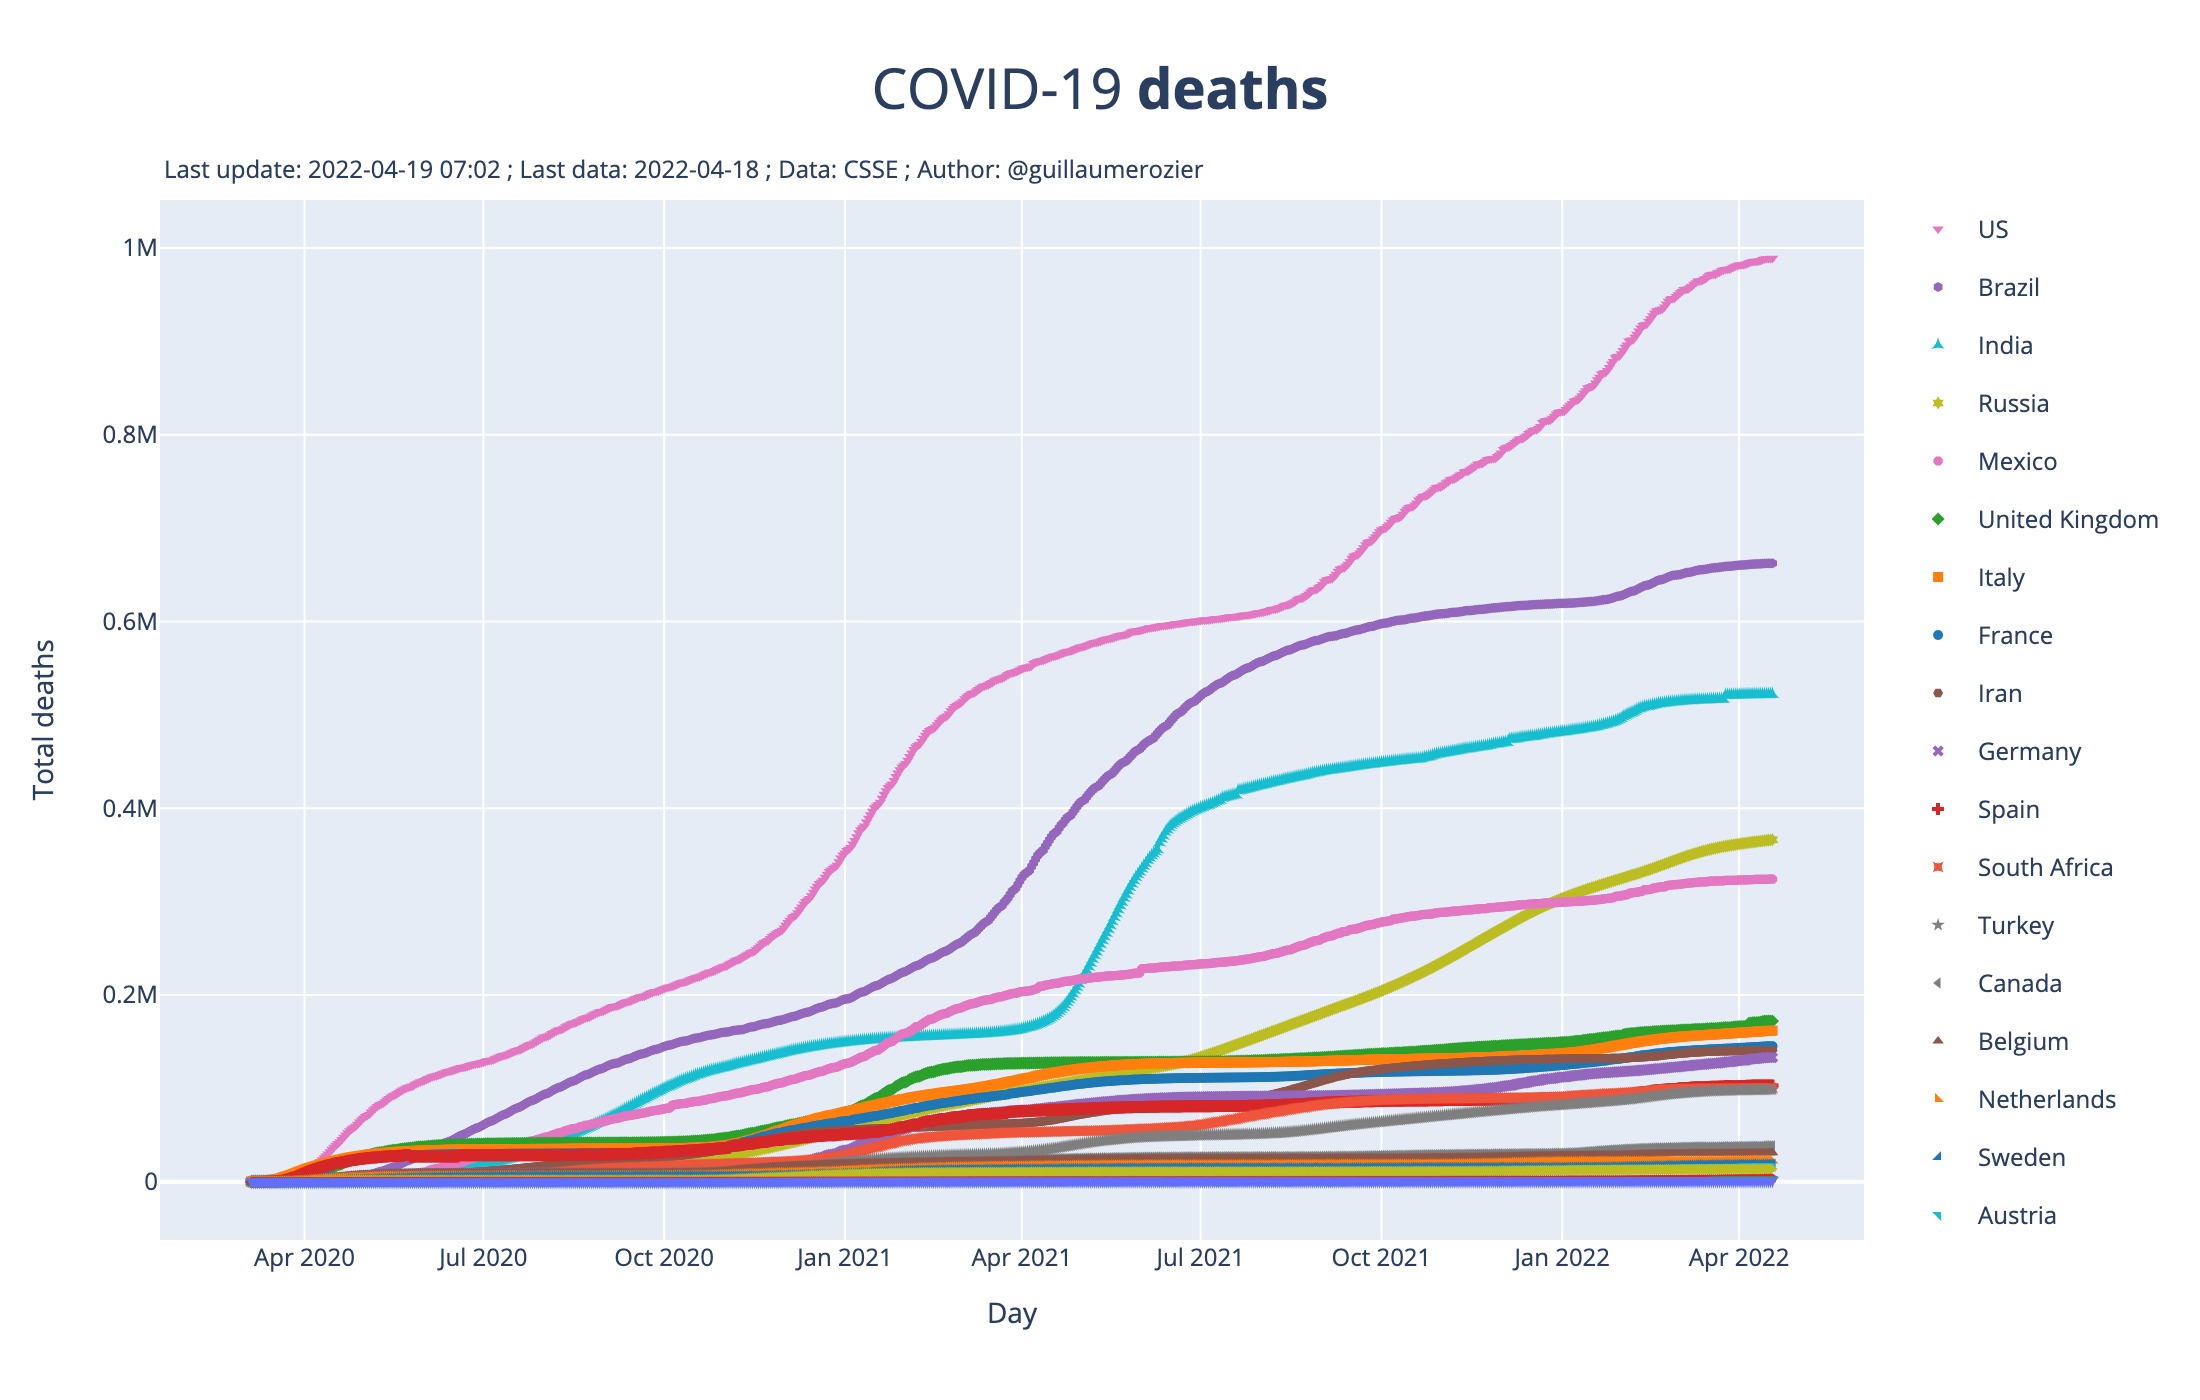 COVID-19 deaths
Last update: 2022-04-19 07:02 ; Last data: 2022-04-18 ; Data: CSSE ; Author: @guillaumerozier
1M
0.8M
0.6M
0.4M
0.2M
0
Total deaths
Apr 2020 Jul 2020 Oct 2020 Jan 2021 Apr 2021 Jul 2021 Oct 2021 Jan 2022 Apr 2022
Day
US
Brazil
India
Russia
Mexico
United Kingdom
Italy
France
Iran
Germany
Spain
South Africa
Turkey
Canada
Belgium
Netherlands
Sweden
Austria